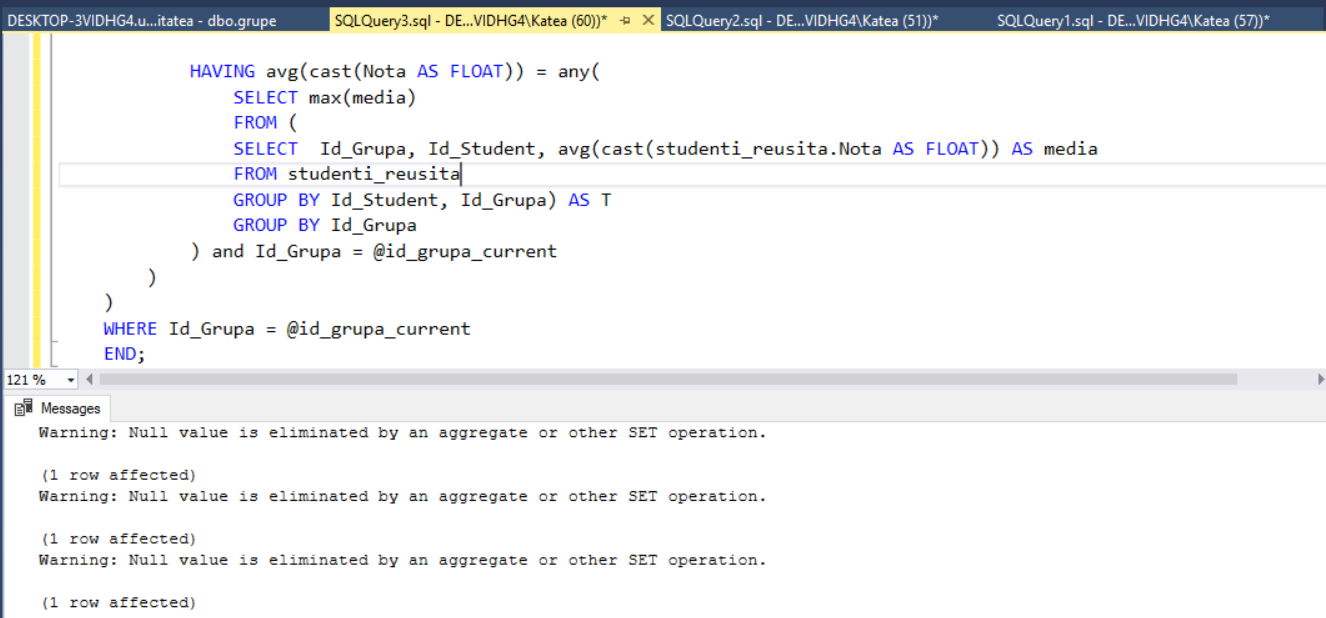 DESKTOP-3VIDHG4.u...itatea - dbo.grupe SQLQuery3.sql - DE...VIDHG4\Katea (60))* SQLQuery2.sql - DE...VIDHG4\Katea (51))* SQLQuery1.sql - DE...VIDHG4\Katea (57))*
HAVING avg(cast(Nota AS FLOAT)) = any(
SELECT max(media)
FROM (
SELECT Id_Grupa, Id_Student, avg(cast(studenti_reusita.Nota AS FLOAT)) AS media
FROM studenti_reusita
GROUP BY Id_Student, Id_Grupa) AS T
GROUP BY Id_Grupa
) and Id_Grupa = @id_grupa_current
)
)
WHERE Id_Grupa = @id_grupa_current
END;
121 %
Messages
Warning: Null value is eliminated by an aggregate or other SET operation.
(1 row affected)
Warning: Null value is eliminated by an aggregate or other SET operation.
(1 row affected)
Warning: Null value is eliminated by an aggregate or other SET operation.
(1 row affected)